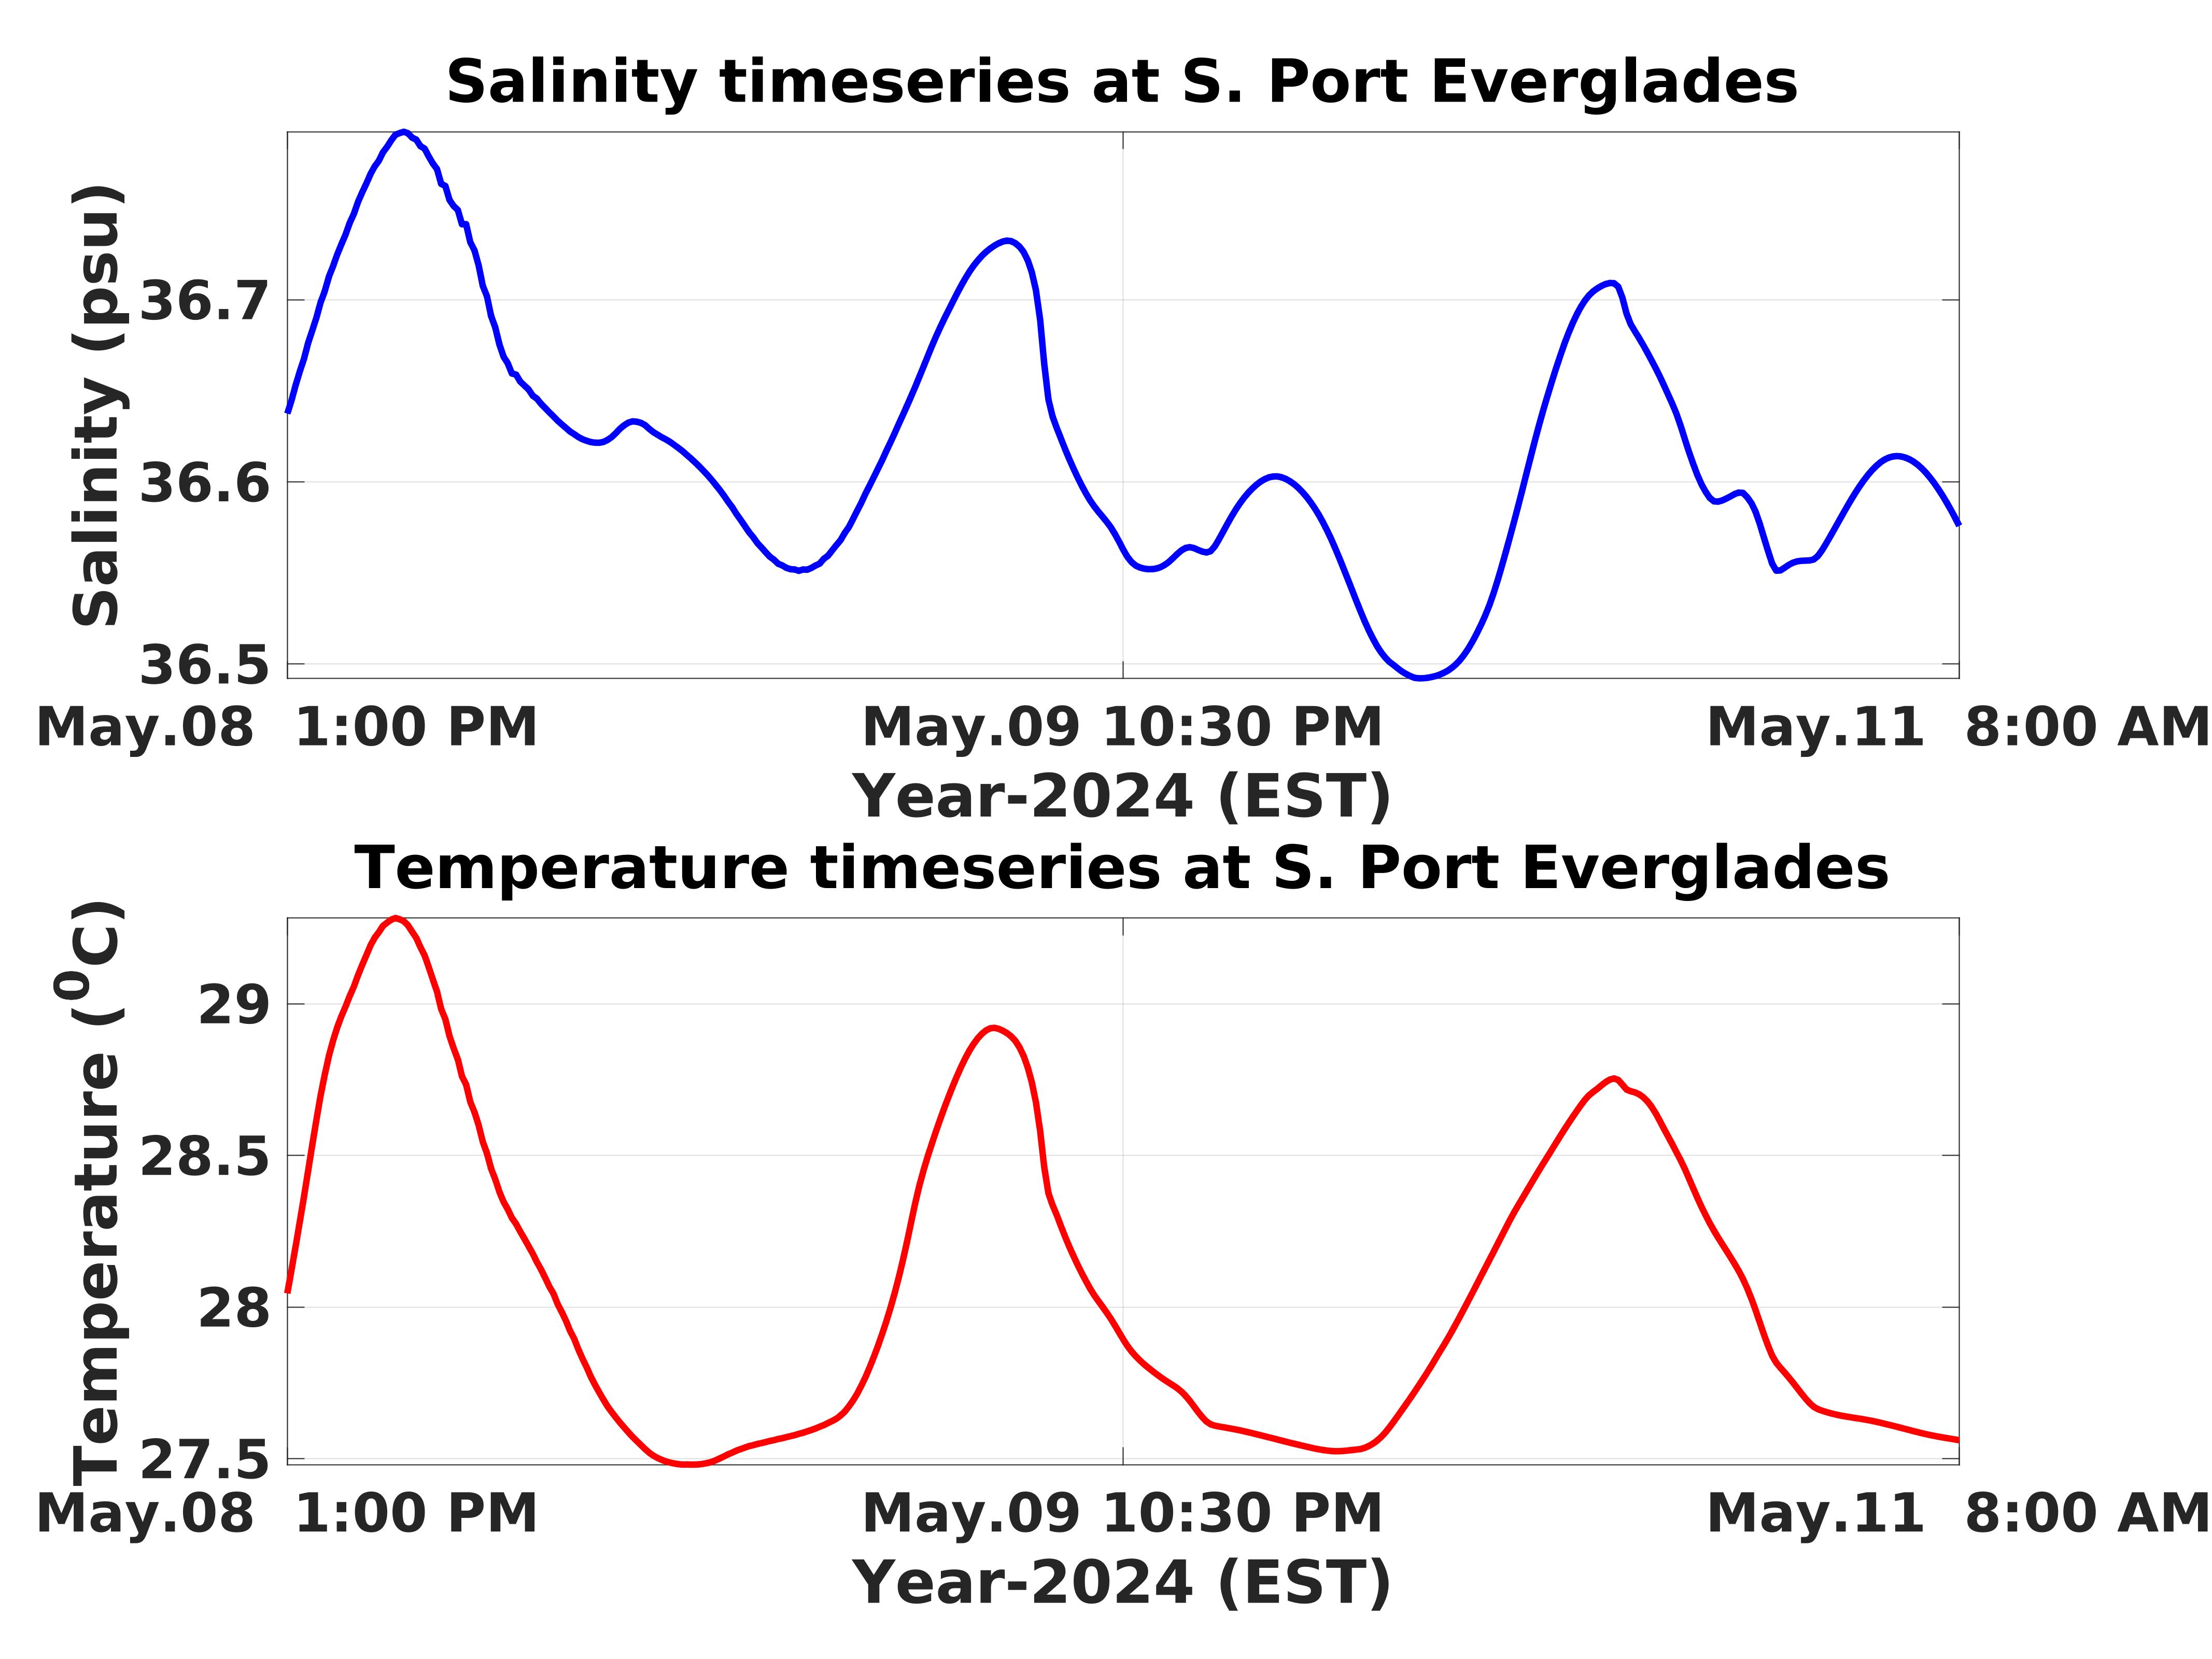 Salinity timeseries at S. Port Everglades
Salinity (psu)
36.7
36.6
36.5
May.08 1:00 PM May.09 10:30 PM May.11 8:00 AM
Year-2024 (EST)
Temperature timeseries at S. Port Everglades
Temperature (⁰C)
29
28.5
28
27.5
May.08 1:00 PM May.09 10:30 PM May.11 8:00 AM
Year-2024 (EST)